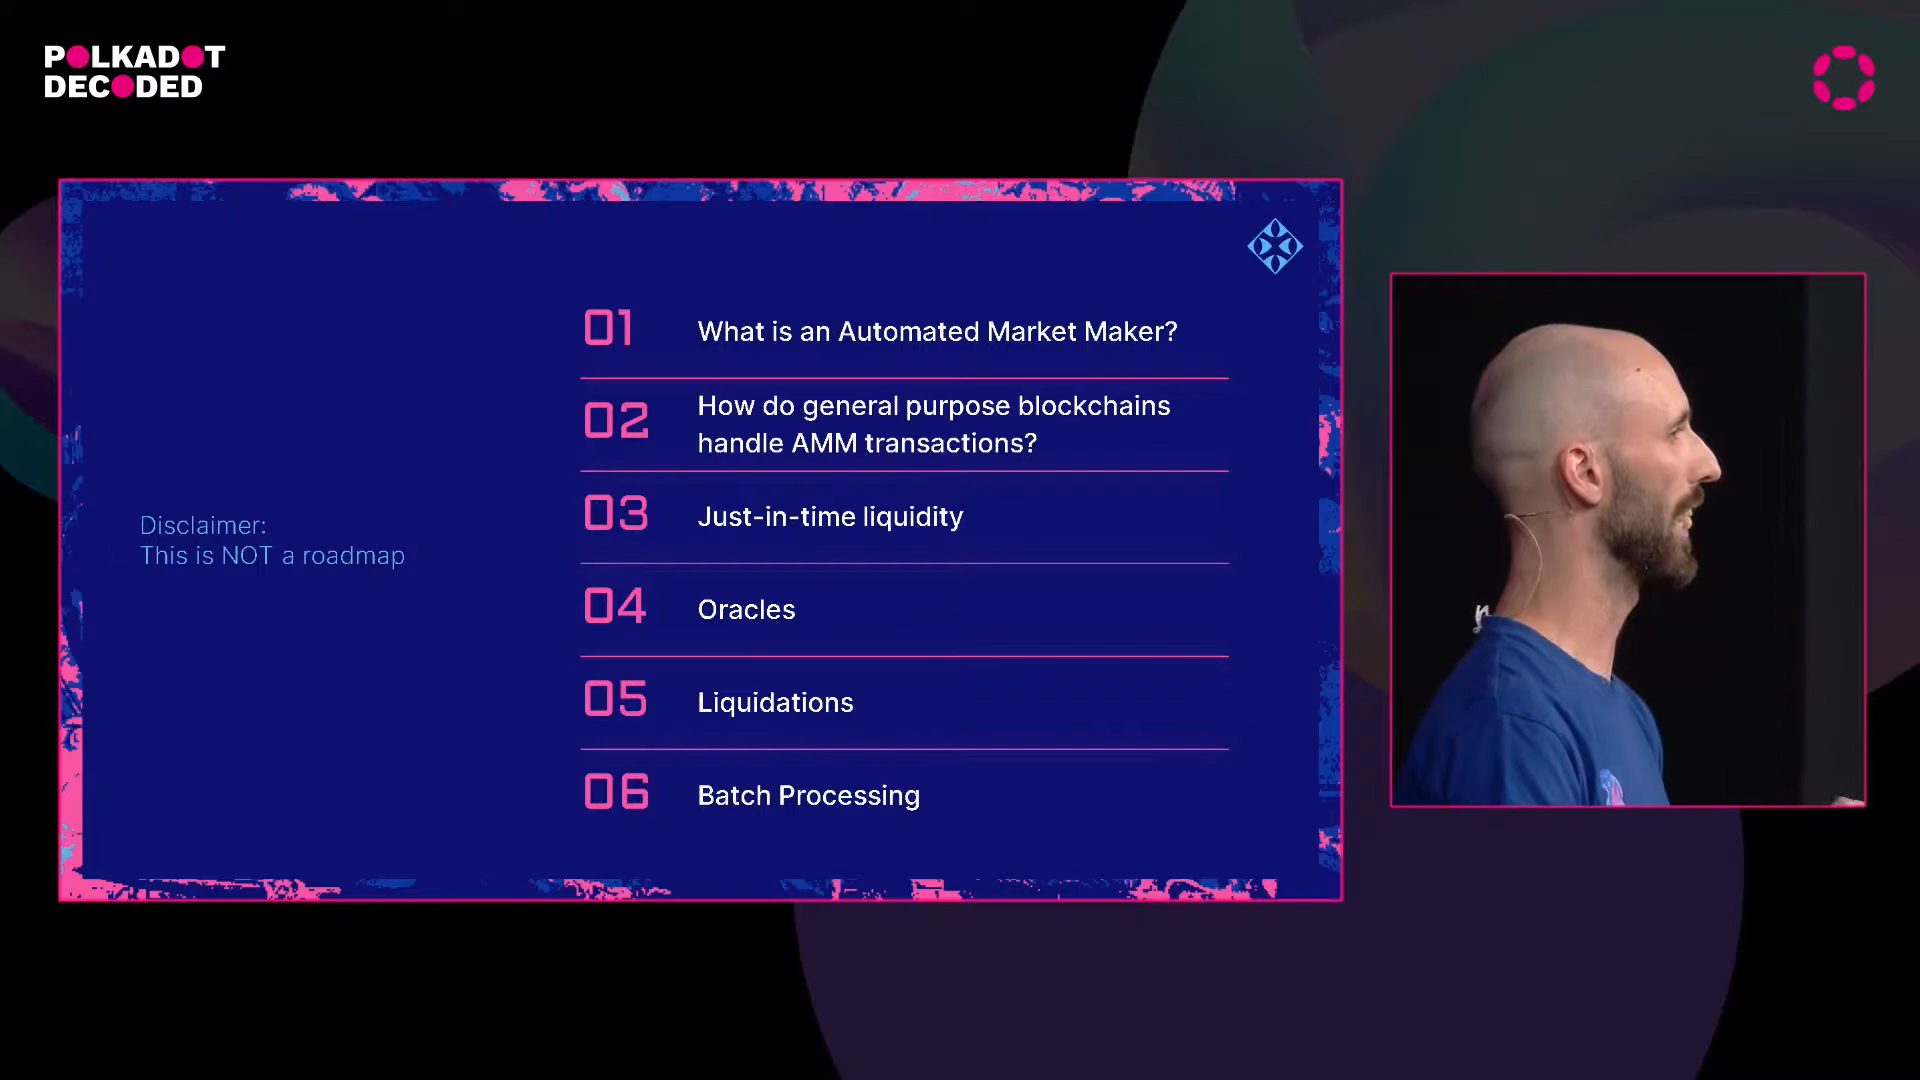 POLKADOT
DECODED
Disclaimer:
This is NOT a roadmap
01 What is an Automated Market Maker?
02 How do general purpose blockchains
handle AMM transactions?
03 Just-in-time liquidity
04 Oracles
05 Liquidations
06 Batch Processing